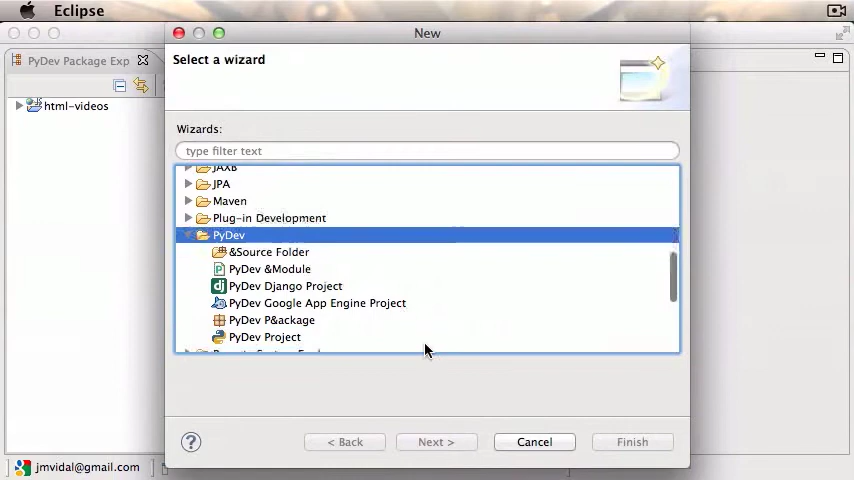 Eclipse
New
PyDev Package Exp
Select a wizard
html-videos
Wizards:
type filter text
JAXB
JPA
Maven
Plug-in Development
PyDev
&Source Folder
PyDev &Module
PyDev Django Project
PyDev Google App Engine Project
PyDev P&ackage
PyDev Project
< Back
Next >
Cancel
Finish
jmvidal@gmail.com